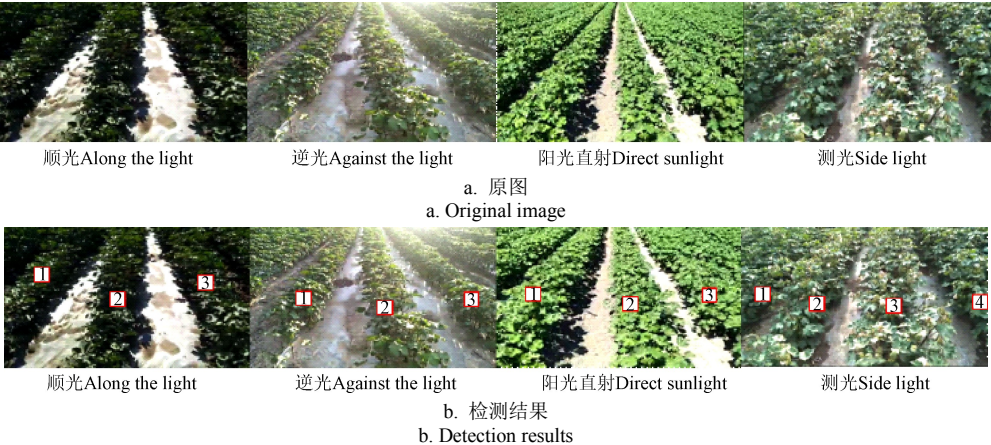 顺光Along the light 逆光Against the light 阳光直射Direct sunlight 测光Side light
a. 原图
a. Original image
1 2 3 1 2 3 1 2 3 1 2 3 4
顺光Along the light 逆光Against the light 阳光直射Direct sunlight 测光Side light
b. 检测结果
b. Detection results